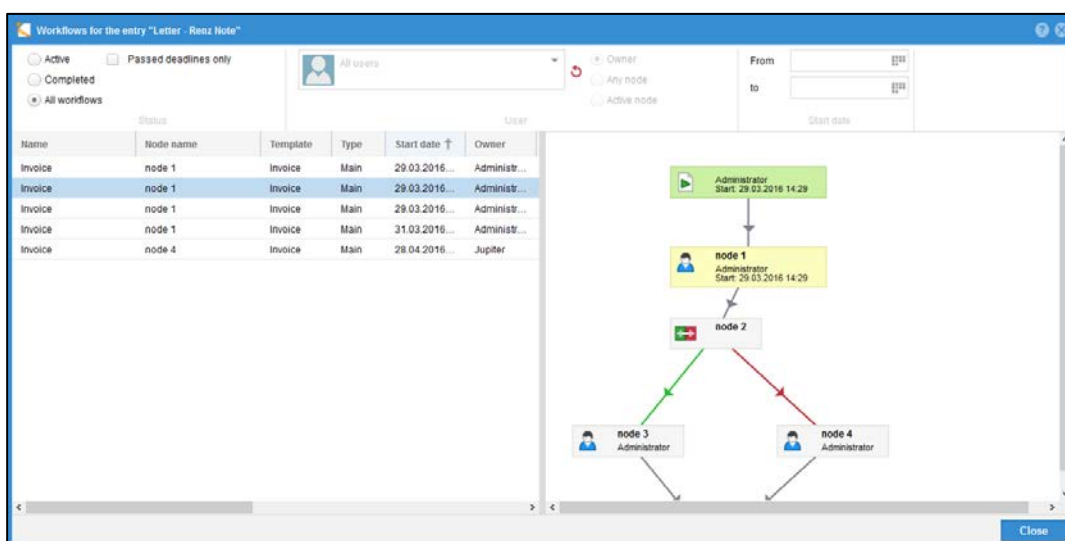 Workflows for the entry "Letter - Renz Note"
Active Passed deadlines only
Completed
All workflows
Status
All users
Owner
Any node
Active node
User
From
to
Start date
Name Node name Template Type Start date Owner
Invoice node 1 Invoice Main 29.03.2016... Administr...
Invoice node 1 Invoice Main 29.03.2016... Administr...
Invoice node 1 Invoice Main 29.03.2016... Administr...
Invoice node 1 Invoice Main 31.03.2016... Administr...
Invoice node 4 Invoice Main 28.04.2016... Jupiter
Administrator
Start: 29.03.2016 14:29
node 1
Administrator
Start: 29.03.2016 14:29
node 2
node 3
Administrator
node 4
Administrator
Close